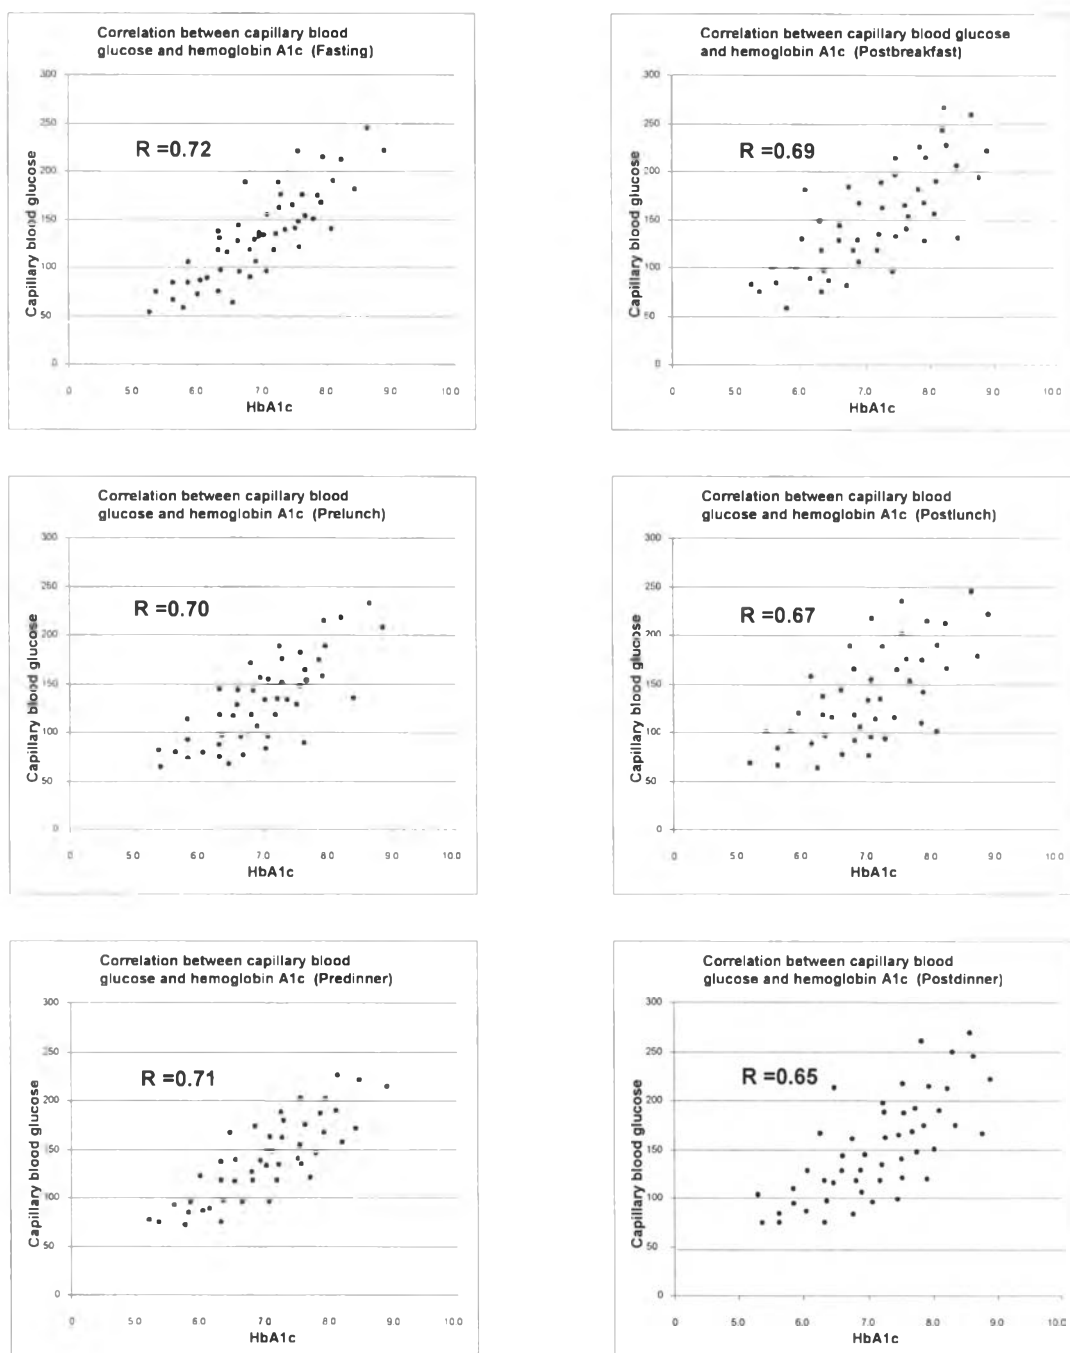 Correlation between capillary blood
glucose and hemoglobin A1c (Fasting)
300
250
200
150
100
50
0
R =0.72
Capillary blood glucose
0 5.0 6.0 7.0 8.0 9.0 10.0
HbA1c
Correlation between capillary blood glucose
and hemoglobin A1c (Postbreakfast)
300
250
200
150
100
50
0
R =0.69
Capillary blood glucose
0 5.0 6.0 7.0 8.0 9.0 10.0
HbA1c
Correlation between capillary blood
glucose and hemoglobin A1c (Prelunch)
300
250
200
150
100
50
0
R =0.70
Capillary blood glucose
0 5.0 6.0 7.0 8.0 9.0 10.0
HbA1c
Correlation between capillary blood
glucose and hemoglobin A1c (Postlunch)
300
250
200
150
100
50
0
R =0.67
Capillary blood glucose
0 5.0 6.0 7.0 8.0 9.0 10.0
HbA1c
Correlation between capillary blood
glucose and hemoglobin A1c (Predinner)
300
250
200
150
100
50
0
R =0.71
Capillary blood glucose
0 5.0 6.0 7.0 8.0 9.0 10.0
HbA1c
Correlation between capillary blood
glucose and hemoglobin A1c (Postdinner)
300
250
200
150
100
50
0
R =0.65
Capillary blood glucose
0 5.0 6.0 7.0 8.0 9.0 10.0
HbA1c